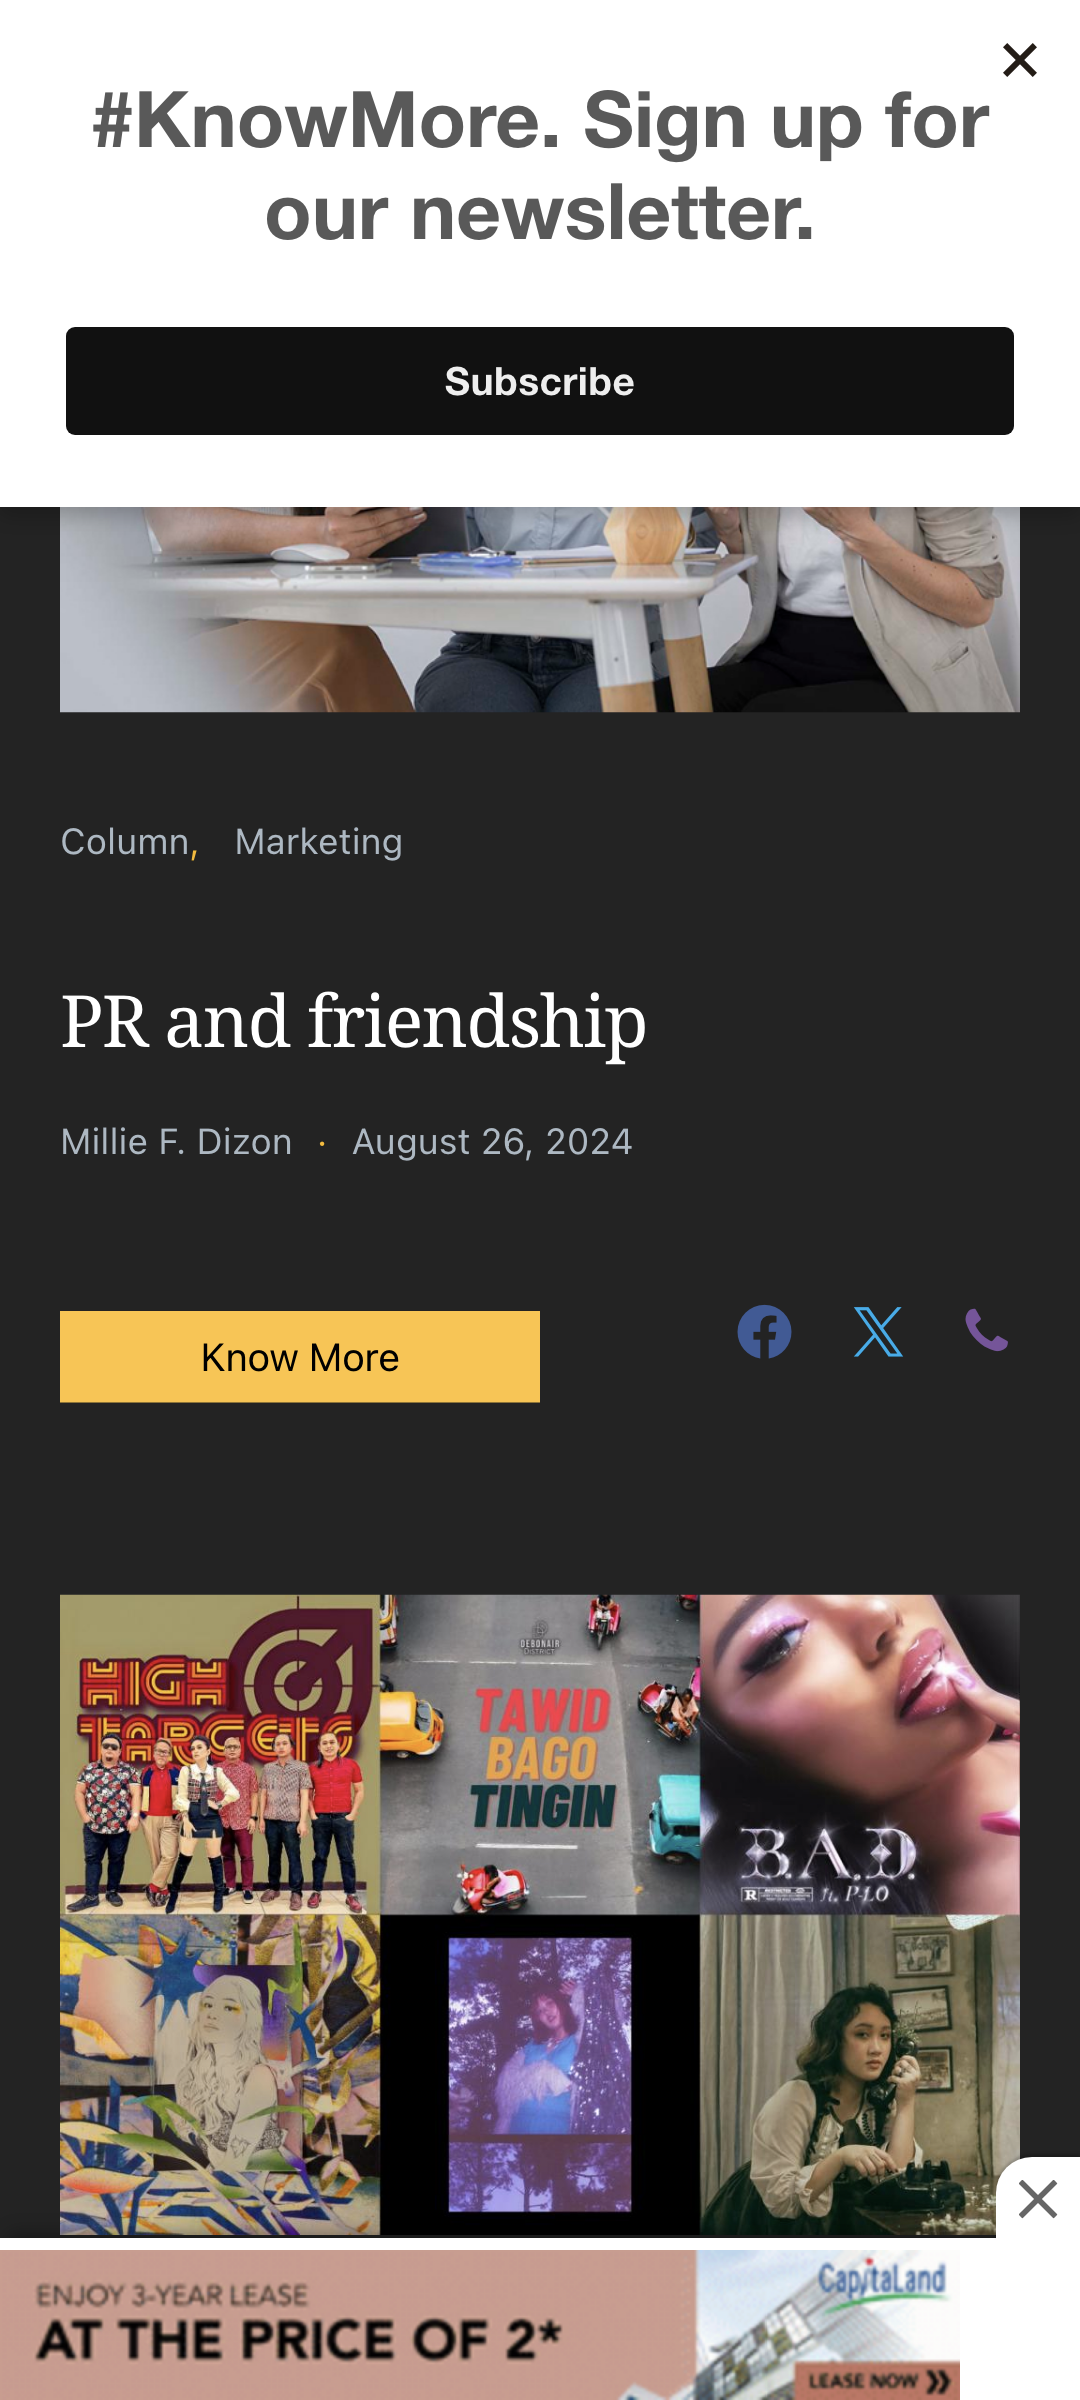 #KnowMore. Sign up for
our newsletter.
Subscribe
Column, Marketing
PR and friendship
Millie F. Dizon · August 26, 2024
Know More
HIGH
TARGETS
DEBONAIR
DISTRICT
TAWID
BAGO
TINGIN
B.A.D.
R
ft. P-LO
ENJOY 3-YEAR LEASE
AT THE PRICE OF 2*
CapitaLand
LEASE NOW